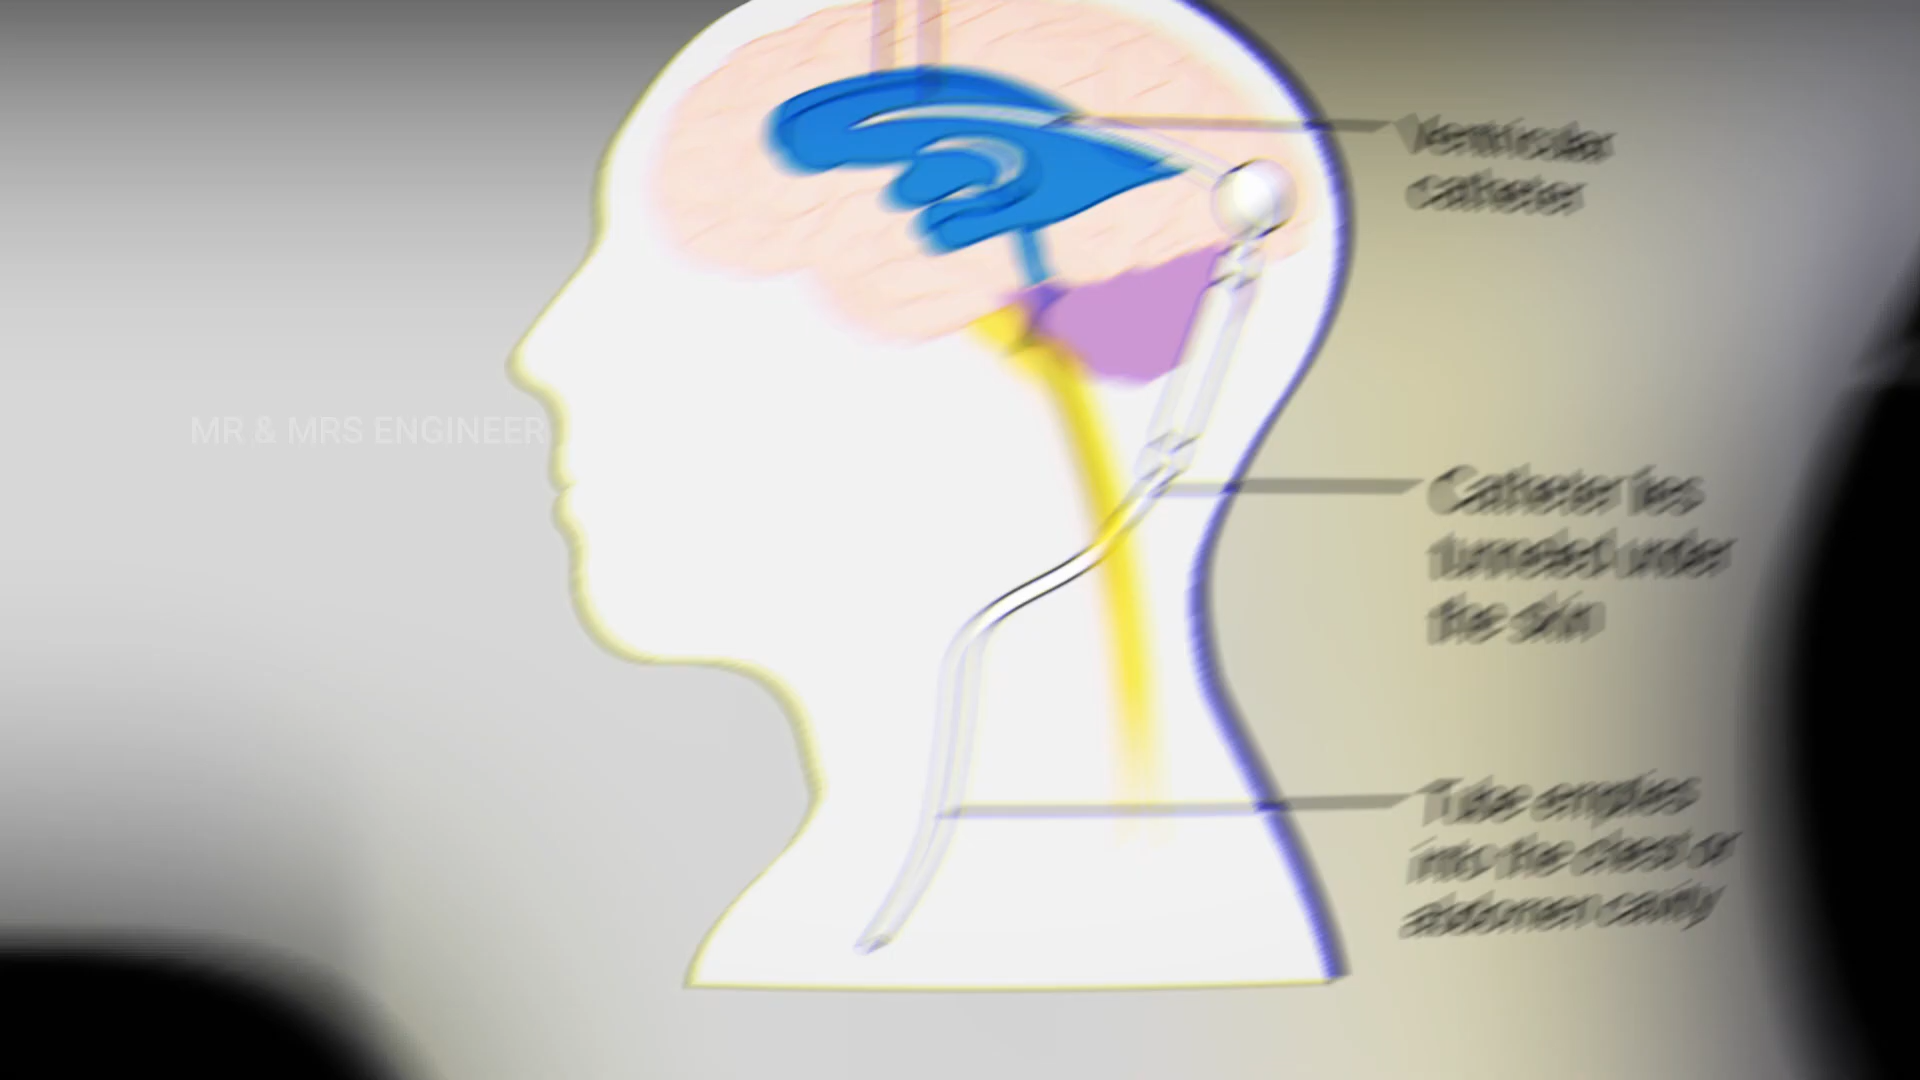 Ventricular
catheter
MR & MRS ENGINEER
Catheter lies
tunneled under
the skin
Tube empties
into the chest or
abdomen cavity